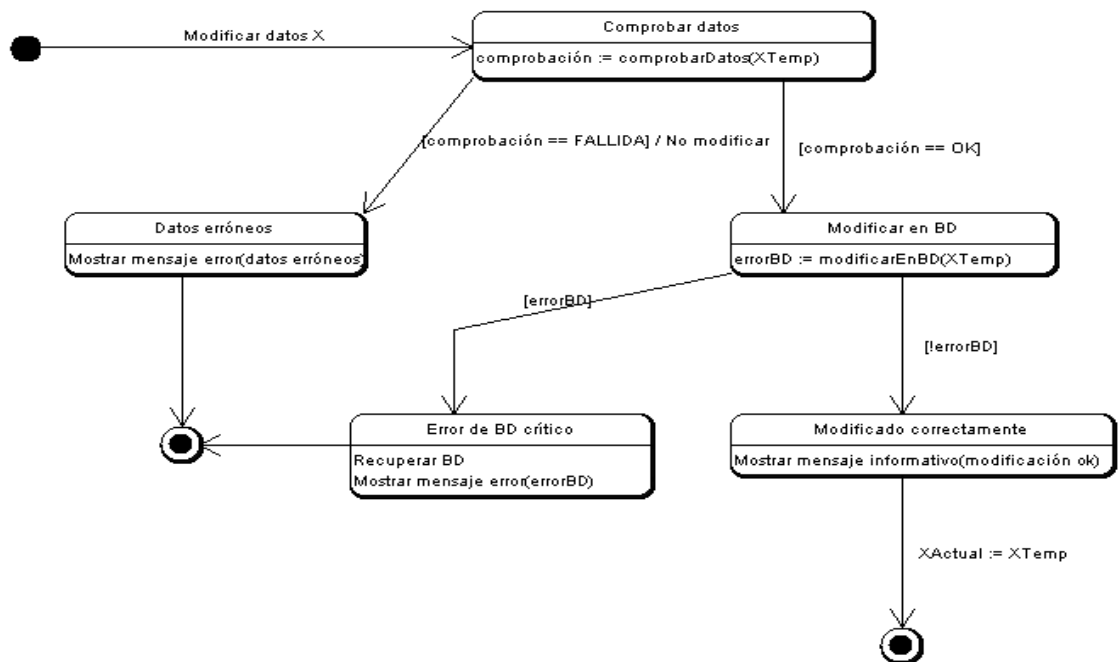 Modificar datos X
Comprobar datos
comprobación := comprobarDatos(XTemp)
[comprobación == FALLIDA] / No modificar
[comprobación == OK]
Datos erróneos
Mostrar mensaje error(datos erróneos)
Modificar en BD
errorBD := modificarEnBD(XTemp)
[errorBD]
[!errorBD]
Error de BD crítico
Recuperar BD
Mostrar mensaje error(errorBD)
Modificado correctamente
Mostrar mensaje informativo(modificación ok)
XActual := XTemp